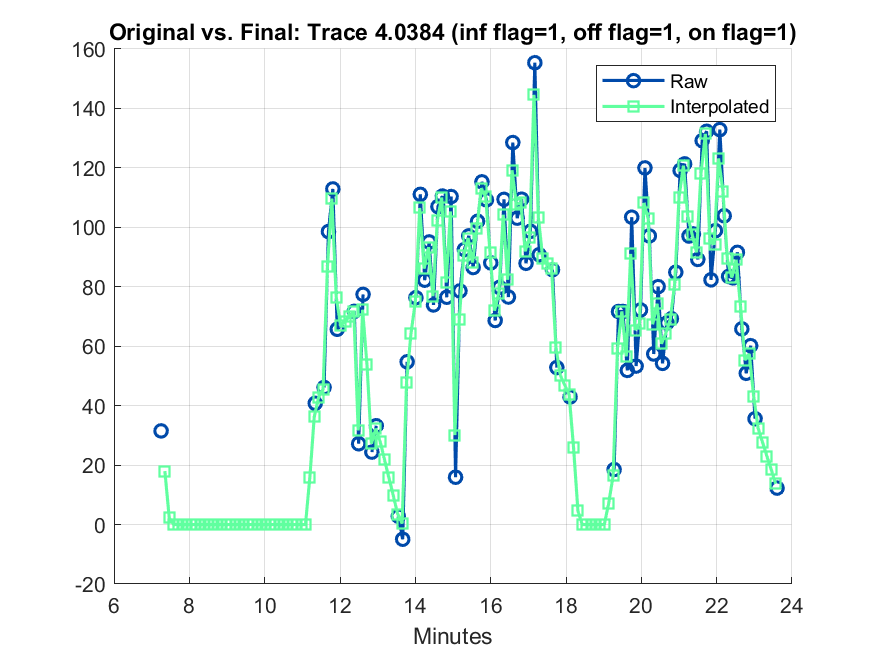 Original vs. Final: Trace 4.0384 (inf flag=1, off flag=1, on flag=1)
160
140
120
100
80
60
40
20
0
-20
Raw
Interpolated
6 8 10 12 14 16 18 20 22 24
Minutes